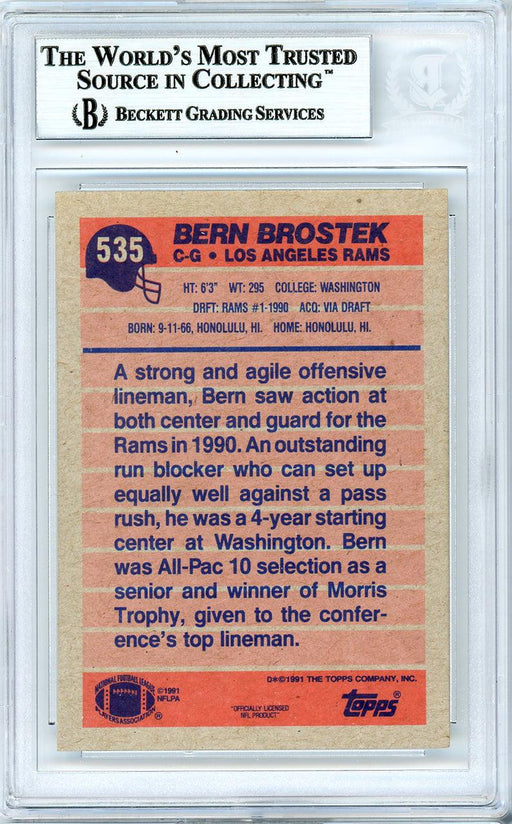 THE WORLD'S MOST TRUSTED
SOURCE IN COLLECTING™
B BECKETT GRADING SERVICES
535
BERN BROSTEK
C-G • LOS ANGELES RAMS
HT: 6'3" WT: 295 COLLEGE: WASHINGTON
DRFT: RAMS #1-1990 ACQ: VIA DRAFT
BORN: 9-11-66, HONOLULU, HI. HOME: HONOLULU, HI.
A strong and agile offensive
lineman, Bern saw action at
both center and guard for the
Rams in 1990. An outstanding
run blocker who can set up
equally well against a pass
rush, he was a 4-year starting
center at Washington. Bern
was All-Pac 10 selection as a
senior and winner of Morris
Trophy, given to the confer-
ence's top lineman.
D*©1991 THE TOPPS COMPANY, INC.
NATIONAL FOOTBALL LEAGUE
PLAYERS ASSOCIATION ®
©1991
NFLPA
"OFFICIALLY LICENSED
NFL PRODUCT"
TOPPS®